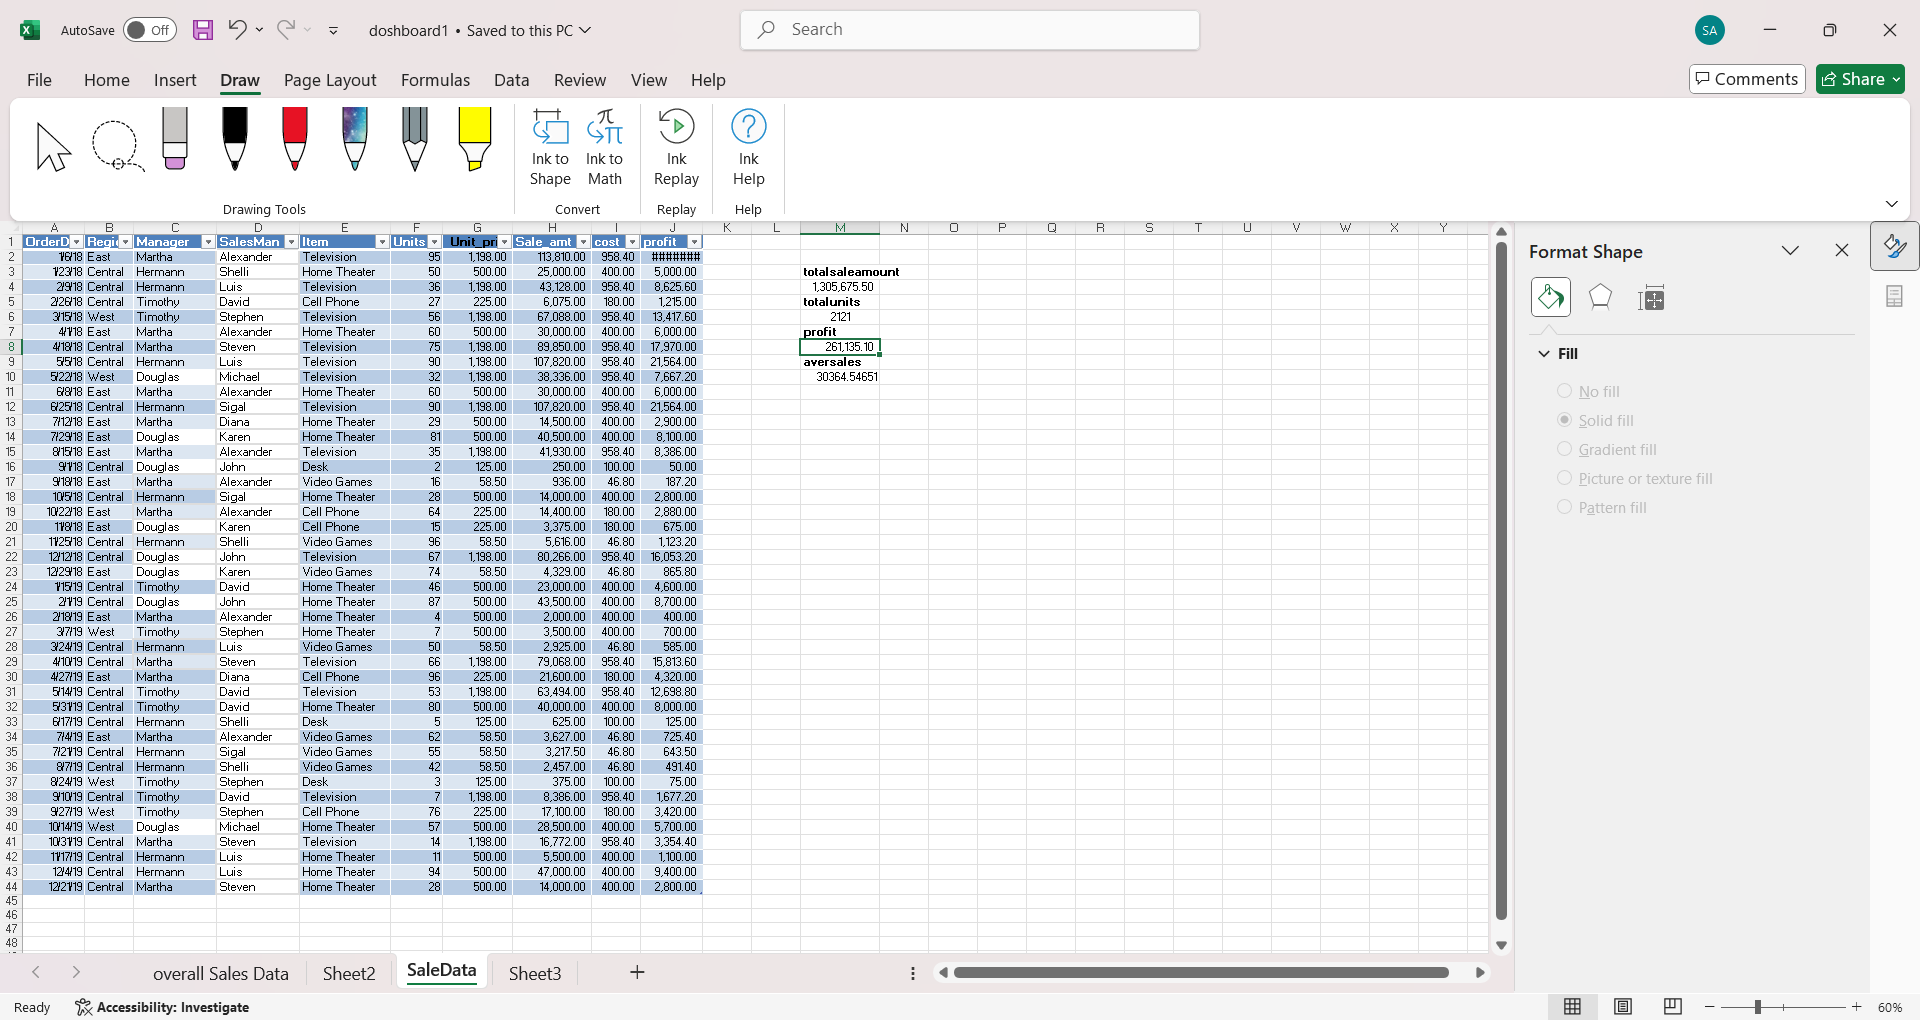 AutoSave Off doshboard1 • Saved to this PC Search SA
File Home Insert Draw Page Layout Formulas Data Review View Help Comments Share
Ink to Shape Ink to Math Ink Replay Ink Help
Drawing Tools Convert Replay Help
A B C D E F G H I J K L M N O P Q R S T U V W X Y
1 OrderD Regi Manager SalesMan Item Units Unit_pri Sale_amt cost profit
2 1/6/18 East Martha Alexander Television 95 1,198.00 113,810.00 958.40 #######
3 1/23/18 Central Hermann Shelli Home Theater 50 500.00 25,000.00 400.00 5,000.00 totalsaleamount
4 2/9/18 Central Hermann Luis Television 36 1,198.00 43,128.00 958.40 8,625.60 1,305,675.50
5 2/26/18 Central Timothy David Cell Phone 27 225.00 6,075.00 180.00 1,215.00 totalunits
6 3/15/18 West Timothy Stephen Television 56 1,198.00 67,088.00 958.40 13,417.60 2121
7 4/1/18 East Martha Alexander Home Theater 60 500.00 30,000.00 400.00 6,000.00 profit
8 4/18/18 Central Martha Steven Television 75 1,198.00 89,850.00 958.40 17,970.00 261,135.10
9 5/5/18 Central Hermann Luis Television 90 1,198.00 107,820.00 958.40 21,564.00 aversales
10 5/22/18 West Douglas Michael Television 32 1,198.00 38,336.00 958.40 7,667.20 30364.54651
11 6/8/18 East Martha Alexander Home Theater 60 500.00 30,000.00 400.00 6,000.00
12 6/25/18 Central Hermann Sigal Television 90 1,198.00 107,820.00 958.40 21,564.00
13 7/12/18 East Martha Diana Home Theater 29 500.00 14,500.00 400.00 2,900.00
14 7/29/18 East Douglas Karen Home Theater 81 500.00 40,500.00 400.00 8,100.00
15 8/15/18 East Martha Alexander Television 35 1,198.00 41,930.00 958.40 8,386.00
16 9/1/18 Central Douglas John Desk 2 125.00 250.00 100.00 50.00
17 9/18/18 East Martha Alexander Video Games 16 58.50 936.00 46.80 187.20
18 10/5/18 Central Hermann Sigal Home Theater 28 500.00 14,000.00 400.00 2,800.00
19 10/22/18 East Martha Alexander Cell Phone 64 225.00 14,400.00 180.00 2,880.00
20 11/8/18 East Douglas Karen Cell Phone 15 225.00 3,375.00 180.00 675.00
21 11/25/18 Central Hermann Shelli Video Games 96 58.50 5,616.00 46.80 1,123.20
22 12/12/18 Central Douglas John Television 67 1,198.00 80,266.00 958.40 16,053.20
23 12/29/18 East Douglas Karen Video Games 74 58.50 4,329.00 46.80 865.80
24 1/15/19 Central Timothy David Home Theater 46 500.00 23,000.00 400.00 4,600.00
25 2/1/19 Central Douglas John Home Theater 87 500.00 43,500.00 400.00 8,700.00
26 2/18/19 East Martha Alexander Home Theater 4 500.00 2,000.00 400.00 400.00
27 3/7/19 West Timothy Stephen Home Theater 7 500.00 3,500.00 400.00 700.00
28 3/24/19 Central Hermann Luis Video Games 50 58.50 2,925.00 46.80 585.00
29 4/10/19 Central Martha Steven Television 66 1,198.00 79,068.00 958.40 15,813.60
30 4/27/19 East Martha Diana Cell Phone 96 225.00 21,600.00 180.00 4,320.00
31 5/14/19 Central Timothy David Television 53 1,198.00 63,494.00 958.40 12,698.80
32 5/31/19 Central Timothy David Home Theater 80 500.00 40,000.00 400.00 8,000.00
33 6/17/19 Central Hermann Shelli Desk 5 125.00 625.00 100.00 125.00
34 7/4/19 East Martha Alexander Video Games 62 58.50 3,627.00 46.80 725.40
35 7/21/19 Central Hermann Sigal Video Games 55 58.50 3,217.50 46.80 643.50
36 8/7/19 Central Hermann Shelli Video Games 42 58.50 2,457.00 46.80 491.40
37 8/24/19 West Timothy Stephen Desk 3 125.00 375.00 100.00 75.00
38 9/10/19 Central Timothy David Television 7 1,198.00 8,386.00 958.40 1,677.20
39 9/27/19 West Timothy Stephen Cell Phone 76 225.00 17,100.00 180.00 3,420.00
40 10/14/19 West Douglas Michael Home Theater 57 500.00 28,500.00 400.00 5,700.00
41 10/31/19 Central Martha Steven Television 14 1,198.00 16,772.00 958.40 3,354.40
42 11/17/19 Central Hermann Luis Home Theater 11 500.00 5,500.00 400.00 1,100.00
43 12/4/19 Central Hermann Luis Home Theater 94 500.00 47,000.00 400.00 9,400.00
44 12/21/19 Central Martha Steven Home Theater 28 500.00 14,000.00 400.00 2,800.00
45
46
47
48
Format Shape
Fill
No fill
Solid fill
Gradient fill
Picture or texture fill
Pattern fill
overall Sales Data Sheet2 SaleData Sheet3
Ready Accessibility: Investigate 60%